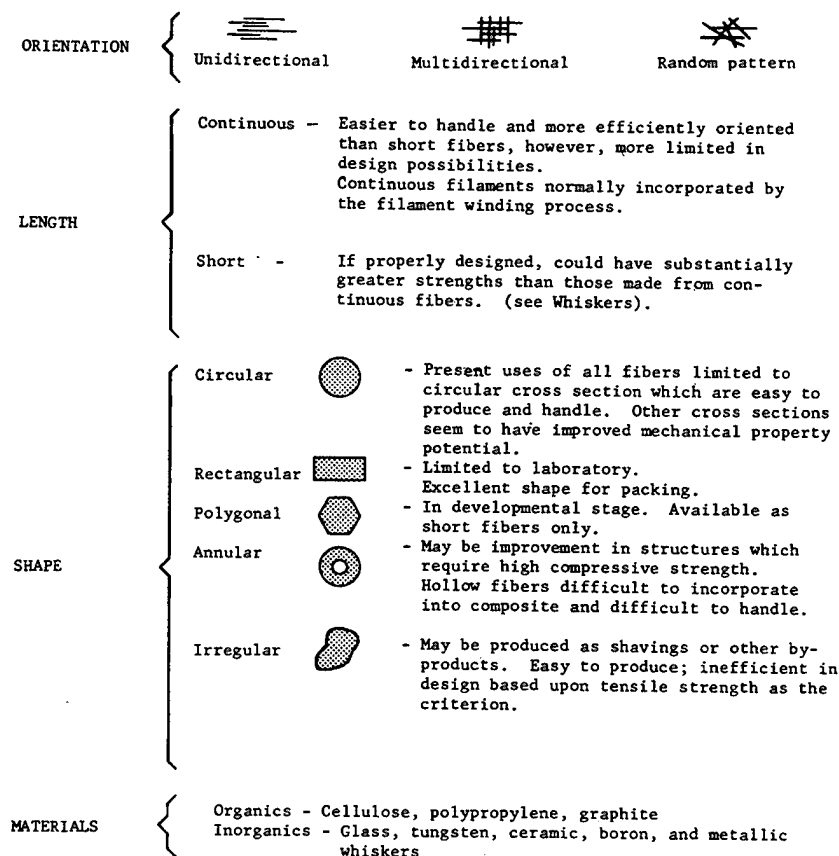 ORIENTATION
Unidirectional Multidirectional Random pattern
LENGTH
Continuous — Easier to handle and more efficiently oriented
than short fibers, however, more limited in
design possibilities.
Continuous filaments normally incorporated by
the filament winding process.
Short - If properly designed, could have substantially
greater strengths than those made from con-
tinuous fibers. (see Whiskers).
SHAPE
Circular - Present uses of all fibers limited to
circular cross section which are easy to
produce and handle. Other cross sections
seem to have improved mechanical property
potential.
Rectangular - Limited to laboratory.
Excellent shape for packing.
Polygonal - In developmental stage. Available as
short fibers only.
Annular - May be improvement in structures which
require high compressive strength.
Hollow fibers difficult to incorporate
into composite and difficult to handle.
Irregular - May be produced as shavings or other by-
products. Easy to produce; inefficient in
design based upon tensile strength as the
criterion.
MATERIALS
Organics - Cellulose, polypropylene, graphite
Inorganics - Glass, tungsten, ceramic, boron, and metallic
whiskers